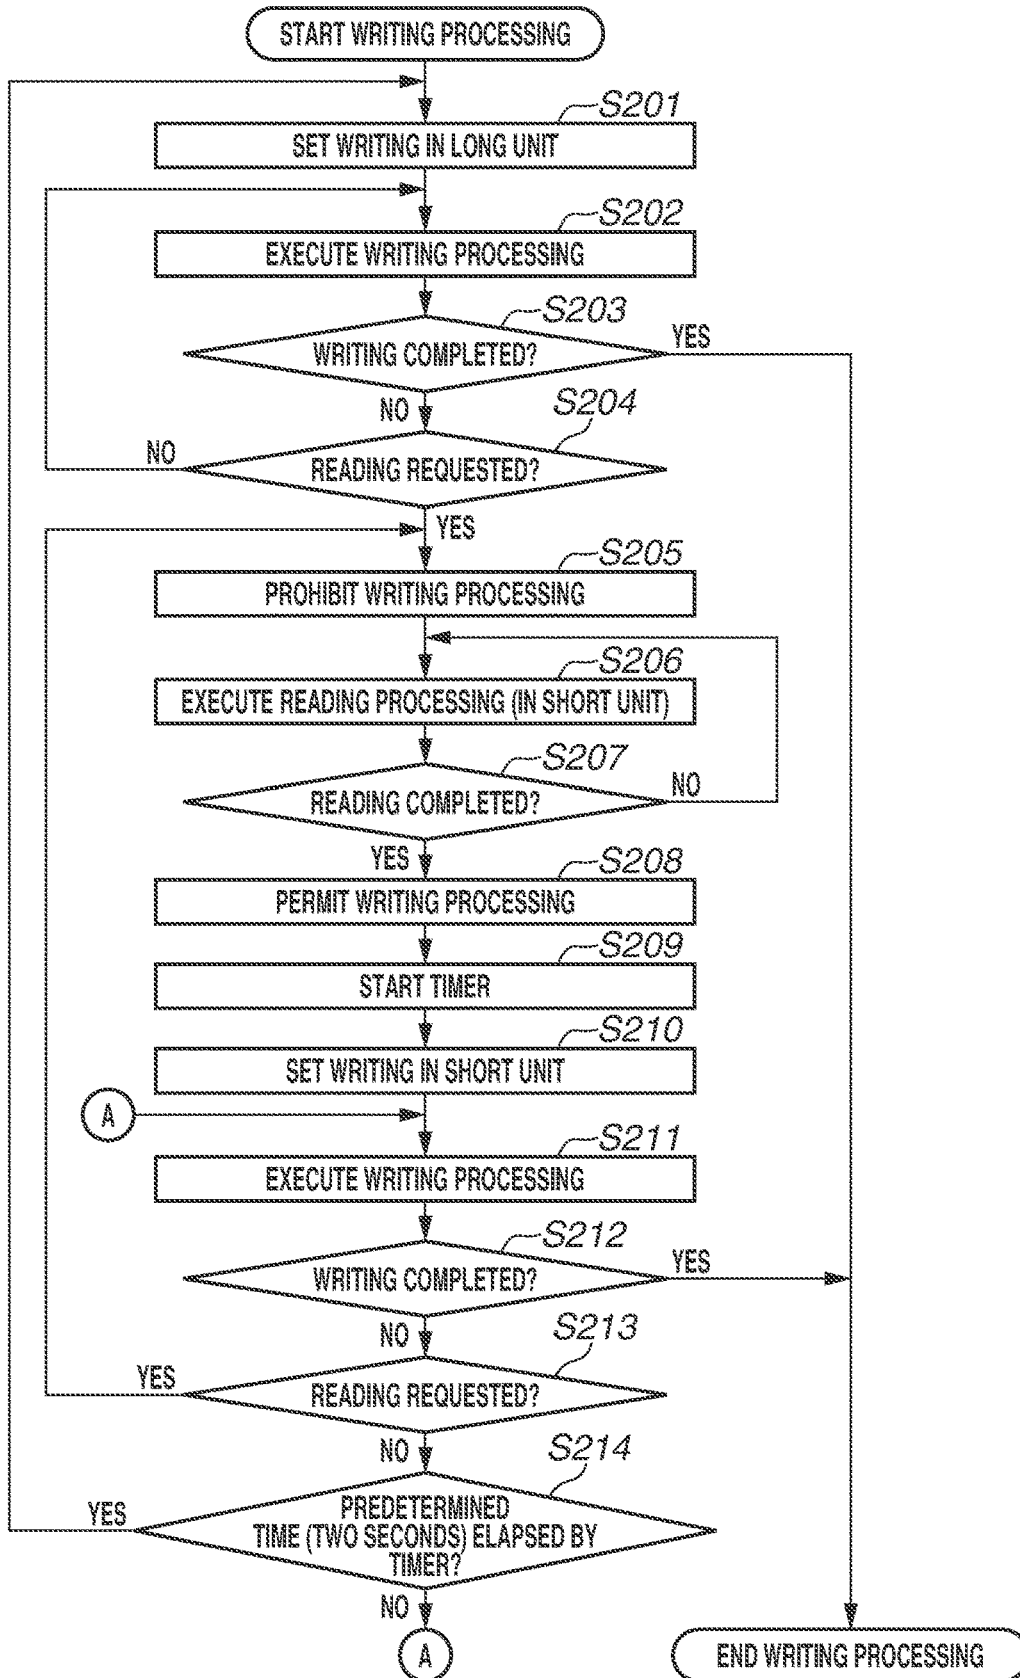 START WRITING PROCESSING
S201
SET WRITING IN LONG UNIT
S202
EXECUTE WRITING PROCESSING
S203
WRITING COMPLETED?
YES
NO
S204
READING REQUESTED?
NO
YES
S205
PROHIBIT WRITING PROCESSING
S206
EXECUTE READING PROCESSING (IN SHORT UNIT)
S207
READING COMPLETED?
NO
YES
S208
PERMIT WRITING PROCESSING
S209
START TIMER
S210
SET WRITING IN SHORT UNIT
A
S211
EXECUTE WRITING PROCESSING
S212
WRITING COMPLETED?
YES
NO
S213
READING REQUESTED?
YES
NO
S214
PREDETERMINED
TIME (TWO SECONDS) ELAPSED BY
TIMER?
YES
NO
A
END WRITING PROCESSING